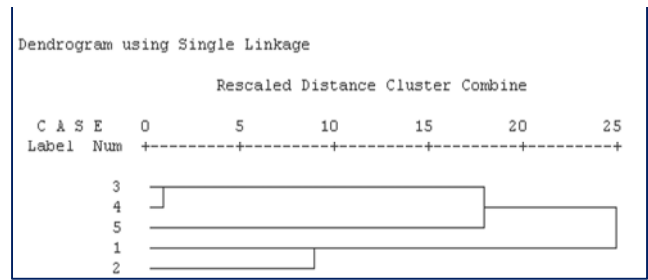 Dendrogram using Single Linkage
Rescaled Distance Cluster Combine
C A S E 0 5 10 15 20 25
Label Num +---------+---------+---------+---------+---------+
3
4
5
1
2